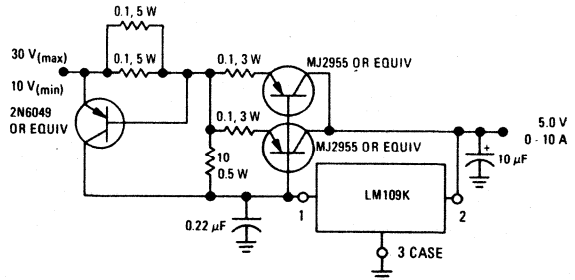 0.1, 5 W
30 V(max)
0.1, 5 W
0.1, 3 W
MJ2955 OR EQUIV
10 V(min)
2N6049
OR EQUIV
0.1, 3 W
5.0 V
0 - 10 A
MJ2955 OR EQUIV
+
10 μF
10
0.5 W
0.22 μF
1
LM109K
2
3 CASE